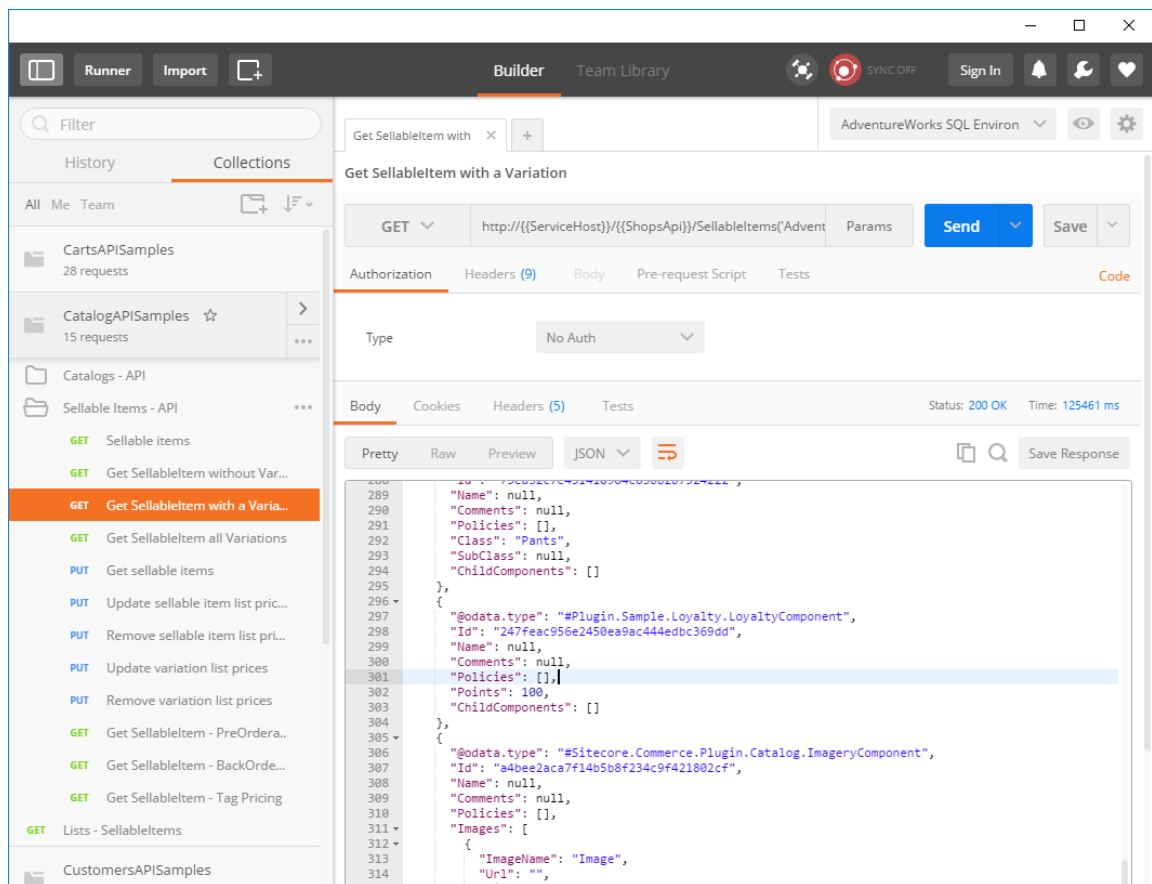 Runner Import Builder Team Library SYNC OFF Sign In
Filter
History Collections
All Me Team
CartsAPISamples
28 requests
CatalogAPISamples
15 requests
Catalogs - API
Sellable Items - API
GET Sellable items
GET Get SellableItem without Var...
GET Get SellableItem with a Varia...
GET Get SellableItem all Variations
PUT Get sellable items
PUT Update sellable item list pric...
PUT Remove sellable item list pri...
PUT Update variation list prices
PUT Remove variation list prices
GET Get SellableItem - PreOrdera..
GET Get SellableItem - BackOrde...
GET Get SellableItem - Tag Pricing
GET Lists - SellableItems
CustomersAPISamples
Get SellableItem with
AdventureWorks SQL Environ
Get SellableItem with a Variation
GET http://{{ServiceHost}}/{{ShopsApi}}/SellableItems('Advent Params Send Save
Authorization Headers (9) Body Pre-request Script Tests Code
Type No Auth
Body Cookies Headers (5) Tests Status: 200 OK Time: 125461 ms
Pretty Raw Preview JSON Save Response
289 "Name": null,
290 "Comments": null,
291 "Policies": [],
292 "Class": "Pants",
293 "SubClass": null,
294 "ChildComponents": []
295 },
296 {
297 "@odata.type": "#Plugin.Sample.Loyalty.LoyaltyComponent",
298 "Id": "247feac956e2450ea9ac444edbc369dd",
299 "Name": null,
300 "Comments": null,
301 "Policies": [],
302 "Points": 100,
303 "ChildComponents": []
304 },
305 {
306 "@odata.type": "#Sitecore.Commerce.Plugin.Catalog.ImageryComponent",
307 "Id": "a4bee2aca7f14b5b8f234c9f421802cf",
308 "Name": null,
309 "Comments": null,
310 "Policies": [],
311 "Images": [
312 {
313 "ImageName": "Image",
314 "Url": "",